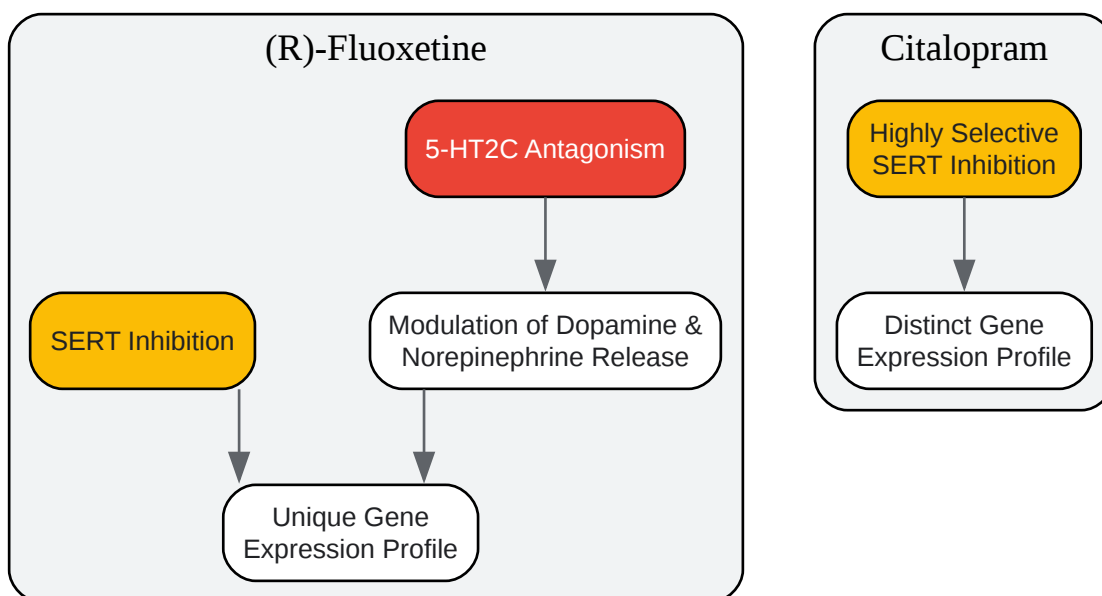 (R)-Fluoxetine
5-HT2C Antagonism
SERT Inhibition
Modulation of Dopamine &
Norepinephrine Release
Unique Gene
Expression Profile
Citalopram
Highly Selective
SERT Inhibition
Distinct Gene
Expression Profile